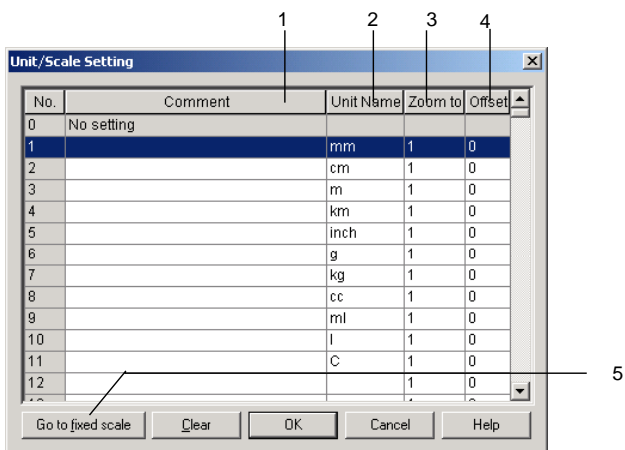 1 2 3 4
Unit/Scale Setting
No. Comment Unit Name Zoom to Offset
0 No setting
1 mm 1 0
2 cm 1 0
3 m 1 0
4 km 1 0
5 inch 1 0
6 g 1 0
7 kg 1 0
8 cc 1 0
9 ml 1 0
10 l 1 0
11 C 1 0
12 1 0
5
Go to fixed scale Clear OK Cancel Help